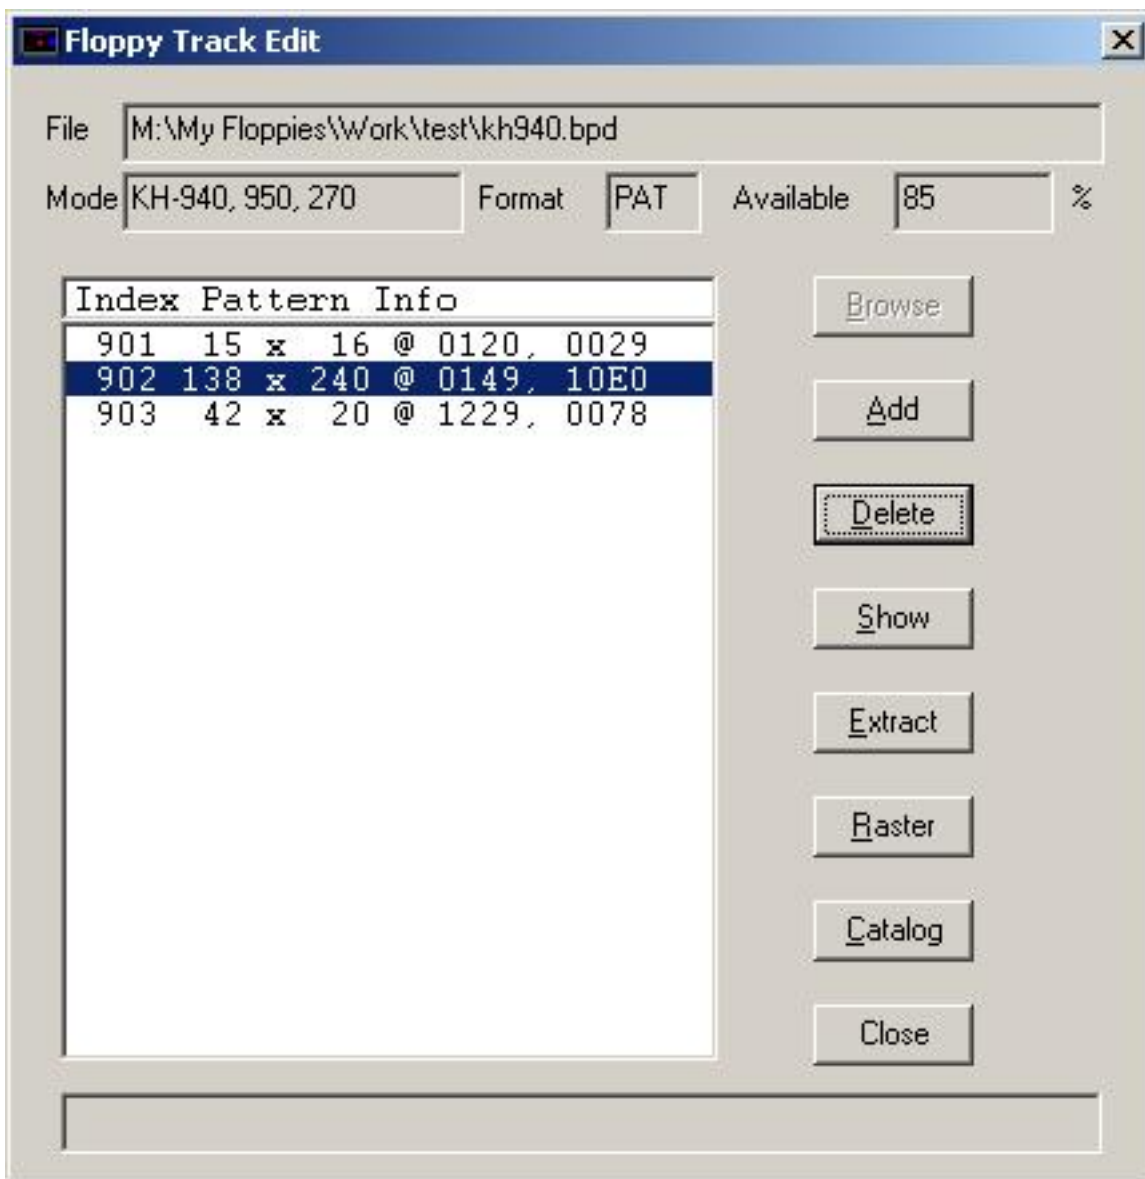 Floppy Track Edit
File M:\My Floppies\Work\test\kh940.bpd
Mode KH-940, 950, 270 Format PAT Available 85 %
Index Pattern Info
901 15 x 16 @ 0120, 0029
902 138 x 240 @ 0149, 10E0
903 42 x 20 @ 1229, 0078
Browse
Add
Delete
Show
Extract
Raster
Catalog
Close